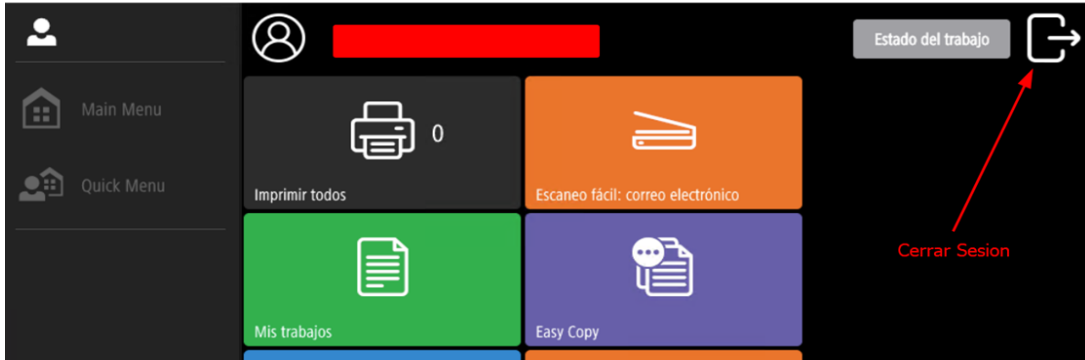 Estado del trabajo
Main Menu
Quick Menu
0
Imprimir todos
Escaneo fácil: correo electrónico
Cerrar Sesion
Mis trabajos
Easy Copy